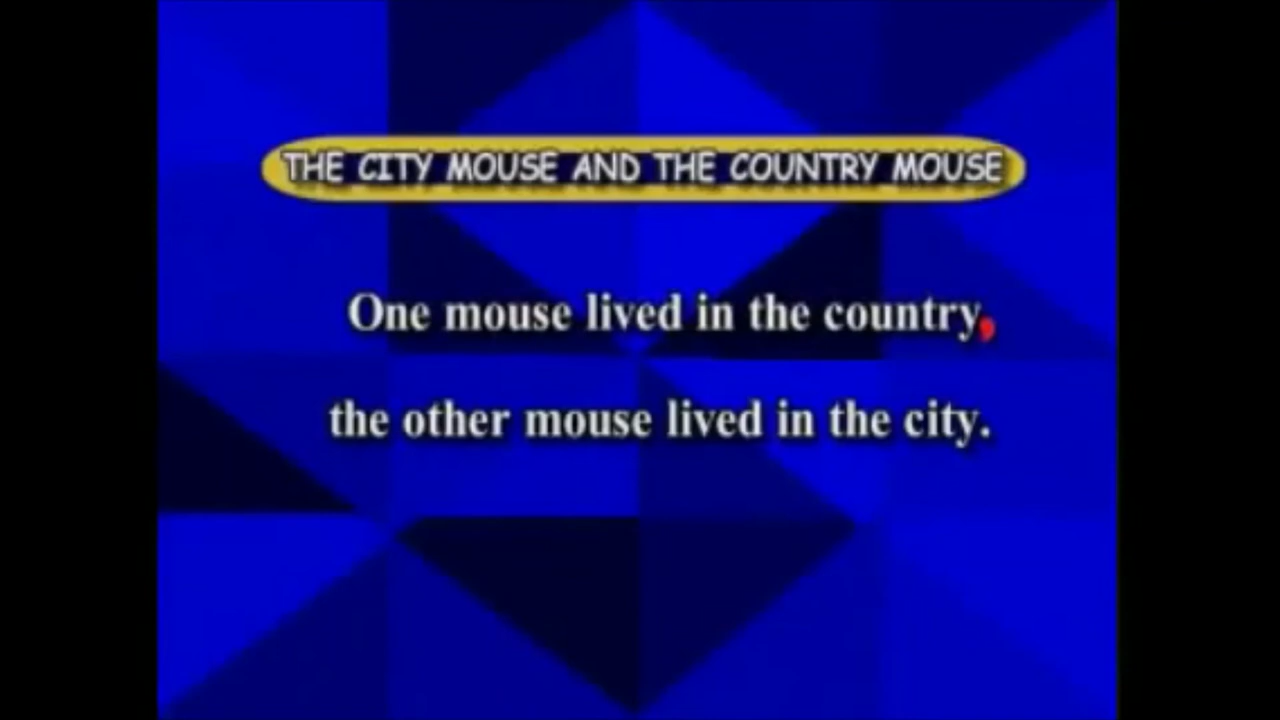 THE CITY MOUSE AND THE COUNTRY MOUSE
One mouse lived in the country,
the other mouse lived in the city.